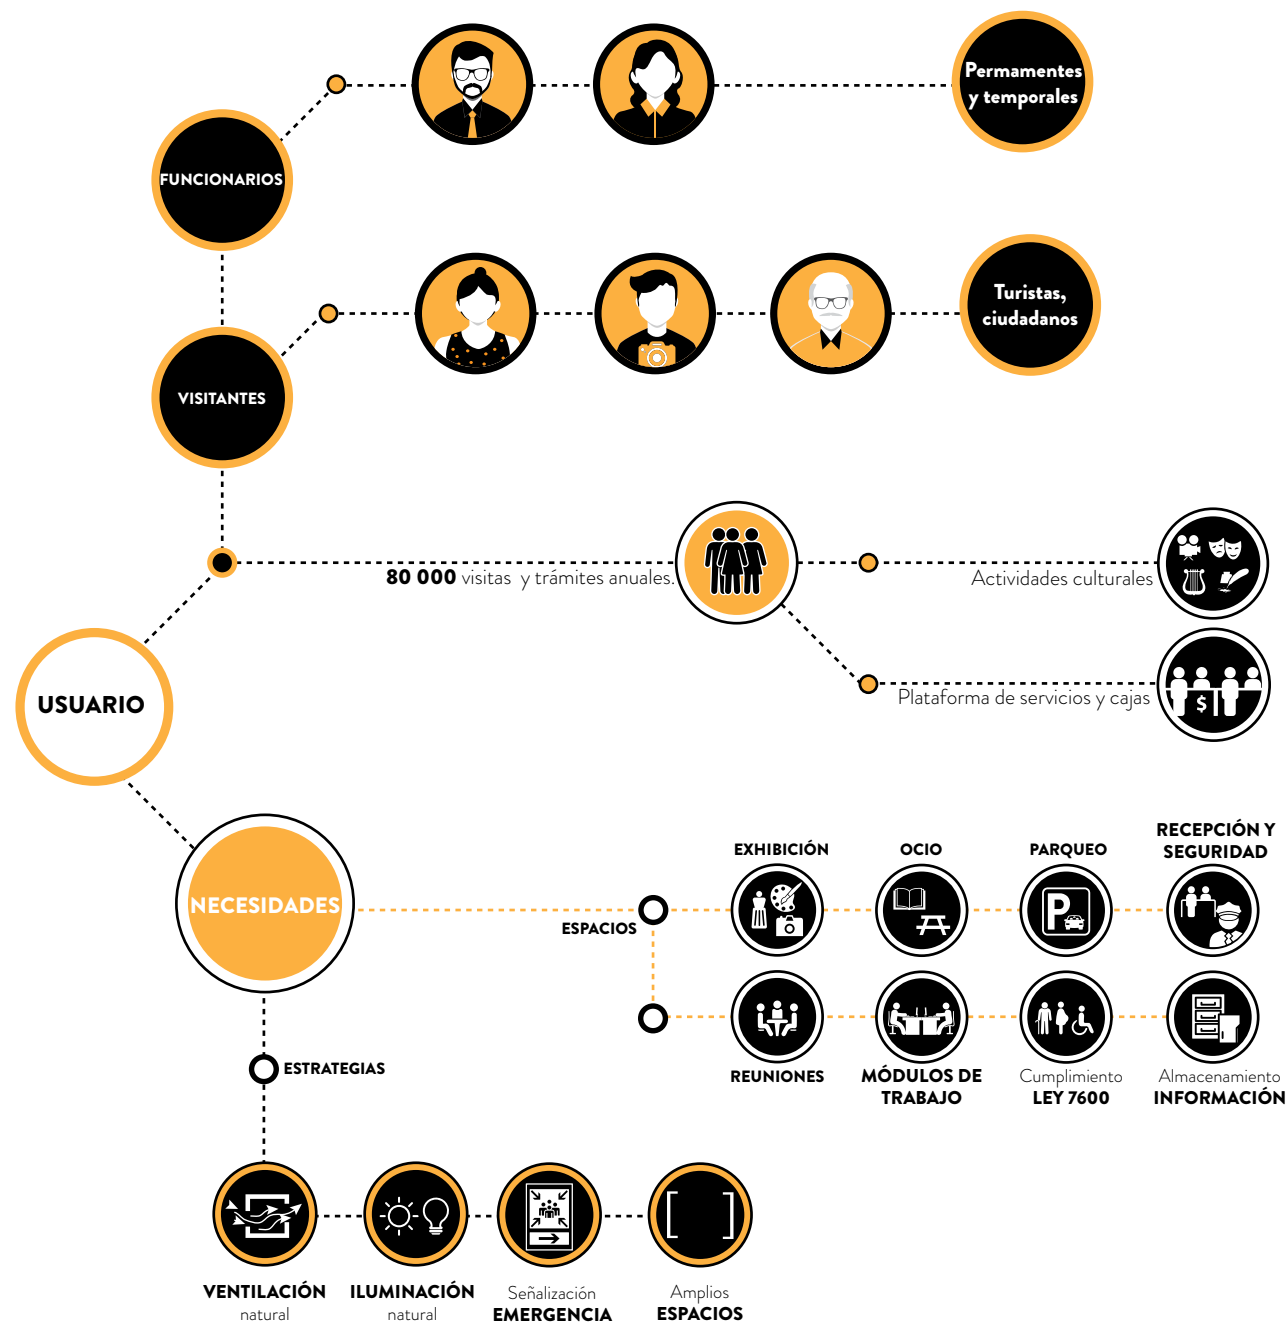 Permamentes
y temporales
FUNCIONARIOS
Turistas,
ciudadanos
VISITANTES
80 000 visitas y trámites anuales.
Actividades culturales
Plataforma de servicios y cajas
$
USUARIO
NECESIDADES
ESPACIOS
EXHIBICIÓN
OCIO
PARQUEO
RECEPCIÓN Y
SEGURIDAD
P
REUNIONES
MÓDULOS DE
TRABAJO
Cumplimiento
LEY 7600
Almacenamiento
INFORMACIÓN
ESTRATEGIAS
VENTILACIÓN
natural
ILUMINACIÓN
natural
Señalización
EMERGENCIA
[ ]
Amplios
ESPACIOS